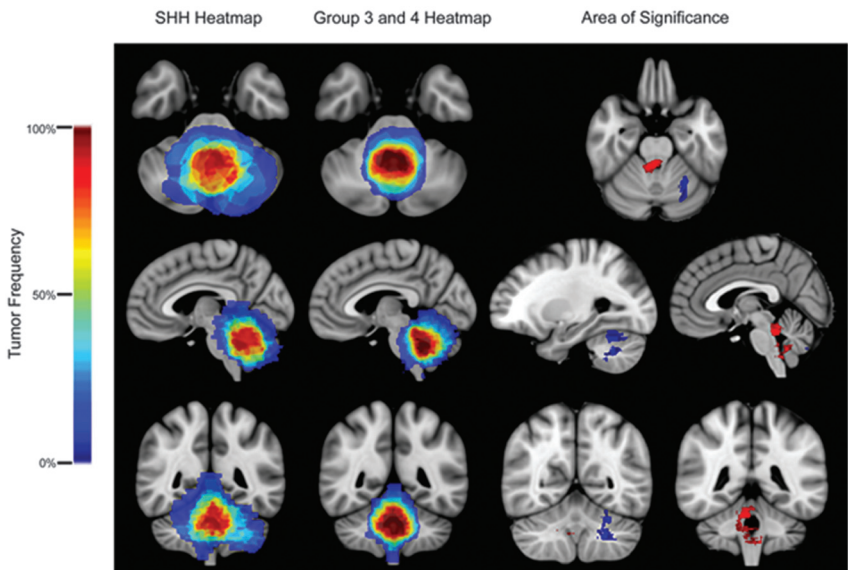 SHH Heatmap
Group 3 and 4 Heatmap
Area of Significance
100%
50%
0%
Tumor Frequency